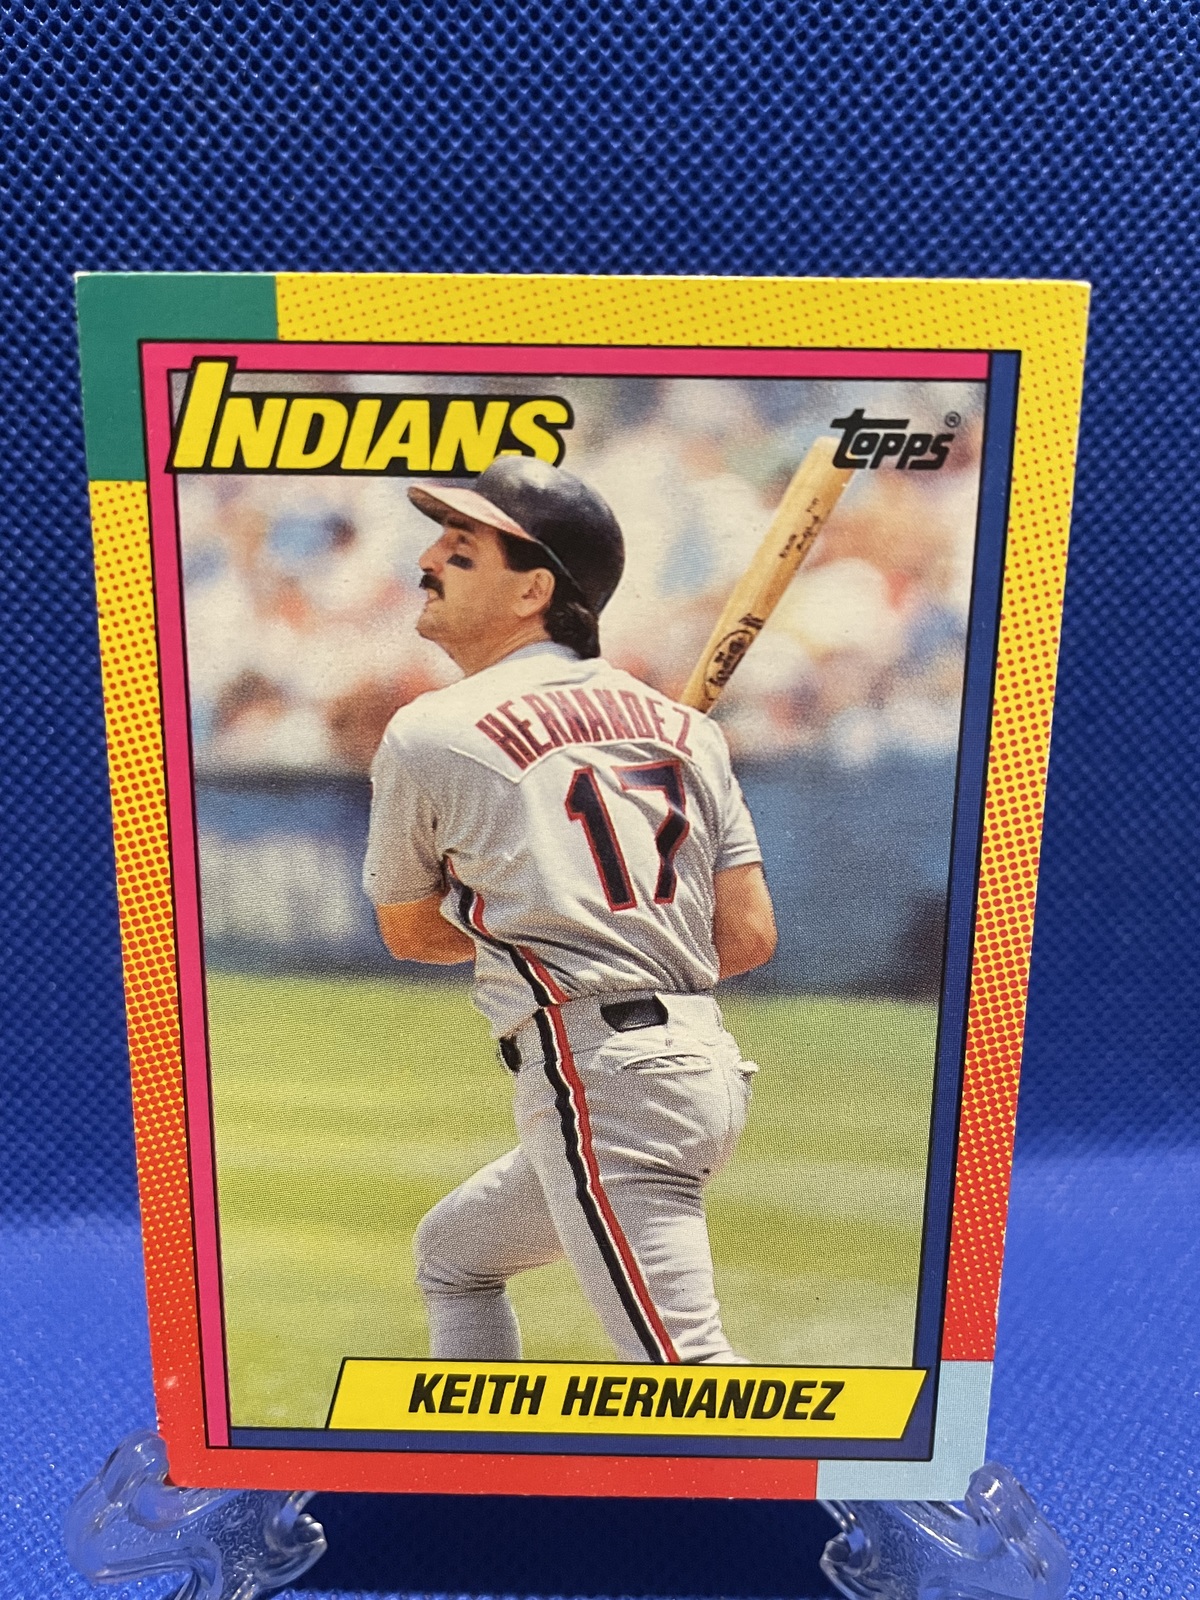 INDIANS
topps®
HERNANDEZ
17
KEITH HERNANDEZ